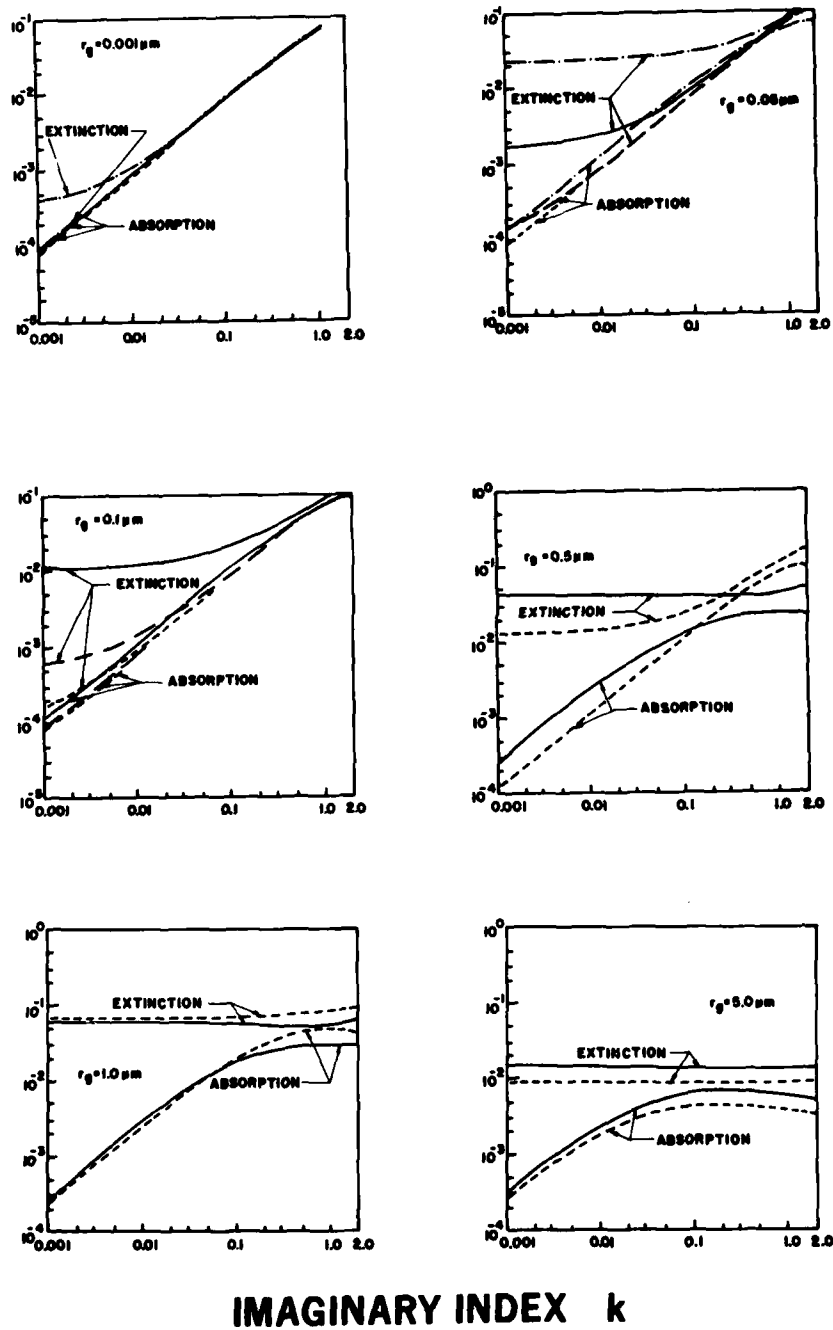 10⁻¹
r_g = 0.001 μm
10⁻²
EXTINCTION
10⁻³
10⁻⁴
ABSORPTION
10⁻⁵
0.001 0.01 0.1 1.0 2.0
10⁻¹
EXTINCTION
10⁻²
r_g = 0.05 μm
10⁻³
ABSORPTION
10⁻⁴
10⁻⁵
0.001 0.01 0.1 1.0 2.0
10⁻¹
r_g = 0.1 μm
10⁻²
EXTINCTION
10⁻³
ABSORPTION
10⁻⁴
10⁻⁵
0.001 0.01 0.1 1.0 2.0
10⁰
r_g = 0.5 μm
10⁻¹
EXTINCTION
10⁻²
ABSORPTION
10⁻³
10⁻⁴
0.001 0.01 0.1 1.0 2.0
10⁰
10⁻¹
EXTINCTION
10⁻²
r_g = 1.0 μm
ABSORPTION
10⁻³
10⁻⁴
0.001 0.01 0.1 1.0 2.0
10⁰
10⁻¹
r_g = 5.0 μm
EXTINCTION
10⁻²
ABSORPTION
10⁻³
10⁻⁴
0.001 0.01 0.1 1.0 2.0
IMAGINARY INDEX k